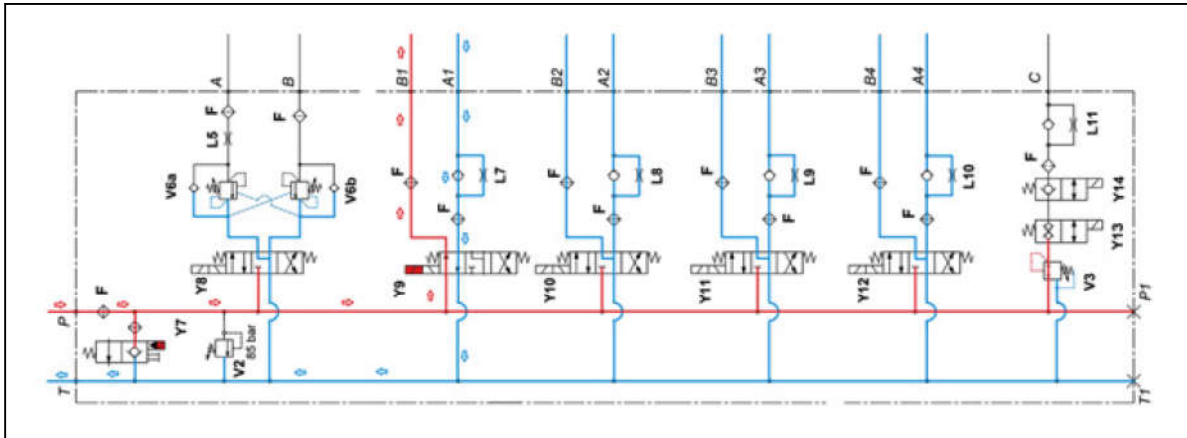 A
B
B1
A1
B2
A2
B3
A3
B4
A4
C
F
F
L5
V6a
V6b
F
F
L7
F
F
L8
F
F
L9
F
F
L10
F
L11
Y14
Y13
V3
Y8
Y9
Y10
Y11
Y12
P
F
Y7
V2
85 bar
P1
T
T1